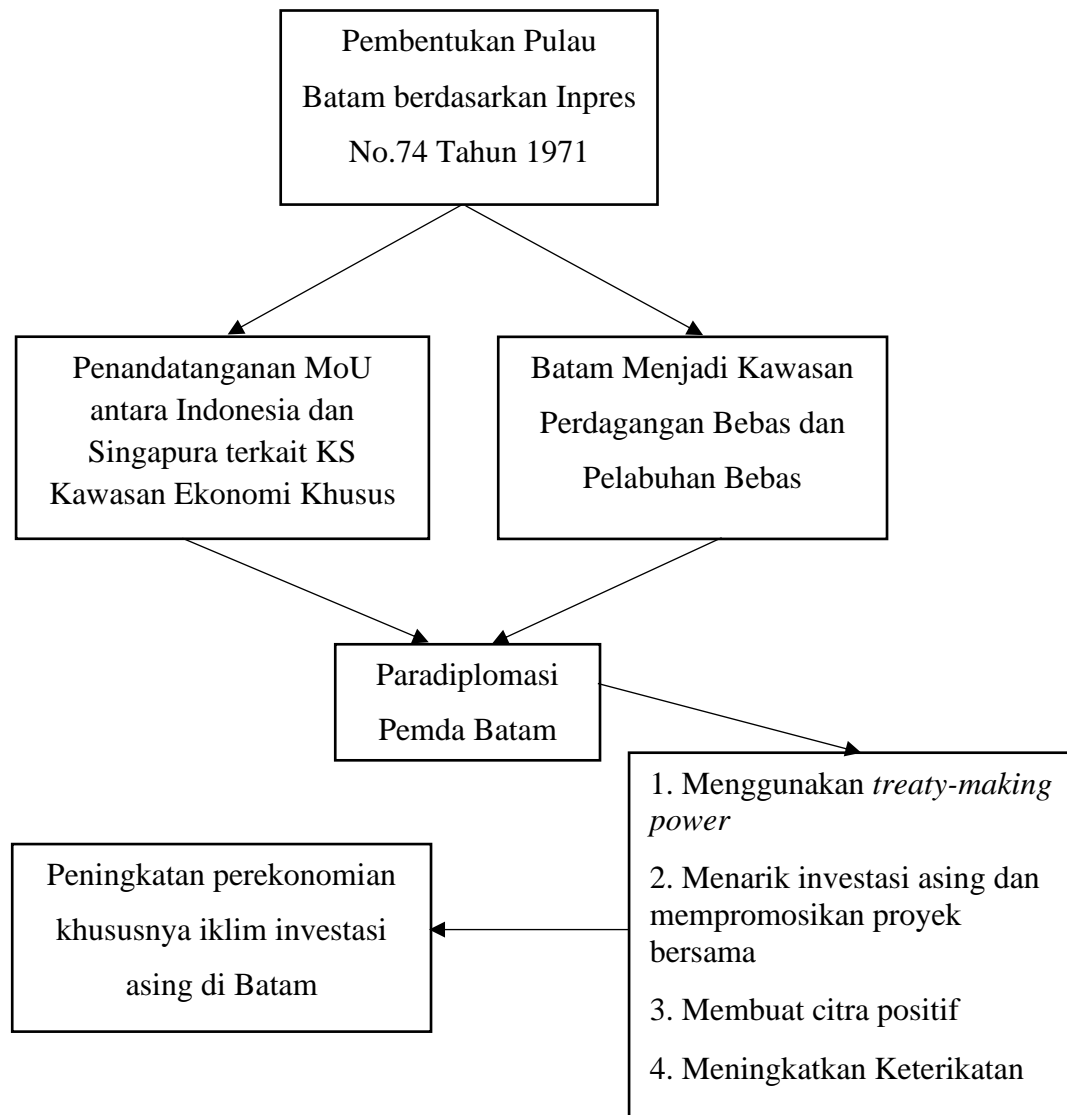 Pembentukan Pulau
Batam berdasarkan Inpres
No.74 Tahun 1971
Penandatanganan MoU
antara Indonesia dan
Singapura terkait KS
Kawasan Ekonomi Khusus
Batam Menjadi Kawasan
Perdagangan Bebas dan
Pelabuhan Bebas
Paradiplomasi
Pemda Batam
1. Menggunakan treaty-making
power
2. Menarik investasi asing dan
mempromosikan proyek
bersama
3. Membuat citra positif
4. Meningkatkan Keterikatan
Peningkatan perekonomian
khususnya iklim investasi
asing di Batam